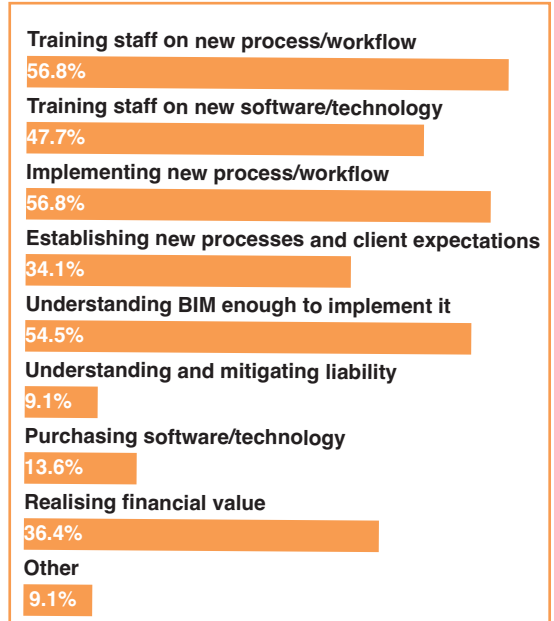 Training staff on new process/workflow
56.8%
Training staff on new software/technology
47.7%
Implementing new process/workflow
56.8%
Establishing new processes and client expectations
34.1%
Understanding BIM enough to implement it
54.5%
Understanding and mitigating liability
9.1%
Purchasing software/technology
13.6%
Realising financial value
36.4%
Other
9.1%